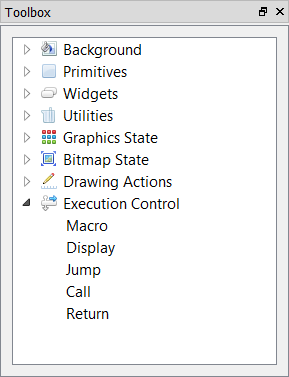 Toolbox
Background
Primitives
Widgets
Utilities
Graphics State
Bitmap State
Drawing Actions
Execution Control
Macro
Display
Jump
Call
Return